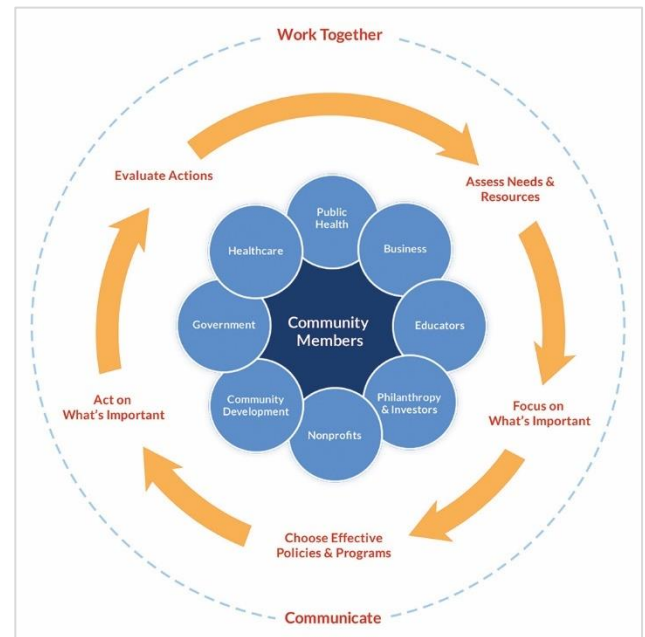 Work Together
Evaluate Actions
Assess Needs &
Resources
Public
Health
Healthcare
Business
Government
Community
Members
Educators
Community
Development
Philanthropy
& Investors
Nonprofits
Act on
What's Important
Focus on
What's Important
Choose Effective
Policies & Programs
Communicate